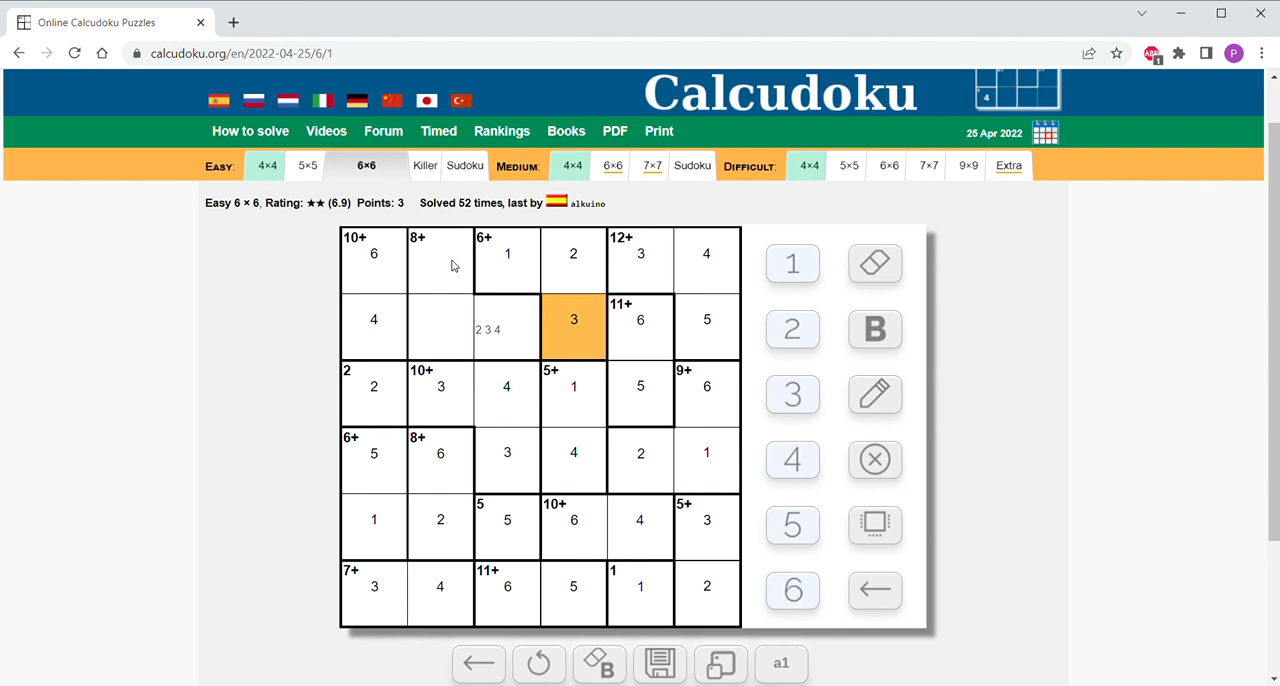 Online Calcudoku Puzzles
calcudoku.org/en/2022-04-25/6/1
ABP
1
P
4
Calcudoku
How to solve Videos Forum Timed Rankings Books PDF Print 25 Apr 2022
EASY: 4×4 5×5 6×6 Killer Sudoku MEDIUM: 4×4 6×6 7×7 Sudoku DIFFICULT: 4×4 5×5 6×6 7×7 9×9 Extra
Easy 6 × 6, Rating: ★★ (6.9) Points: 3 Solved 52 times, last by alkuino
10+ 8+ 6+ 12+
6 1 2 3 4
11+
4 2 3 4 3 6 5
2 10+ 5+ 9+
2 3 4 1 5 6
6+ 8+
5 6 3 4 2 1
5 10+ 5+
1 2 5 6 4 3
7+ 11+ 1
3 4 6 5 1 2
1
2 B
3
4
5
6
B a1